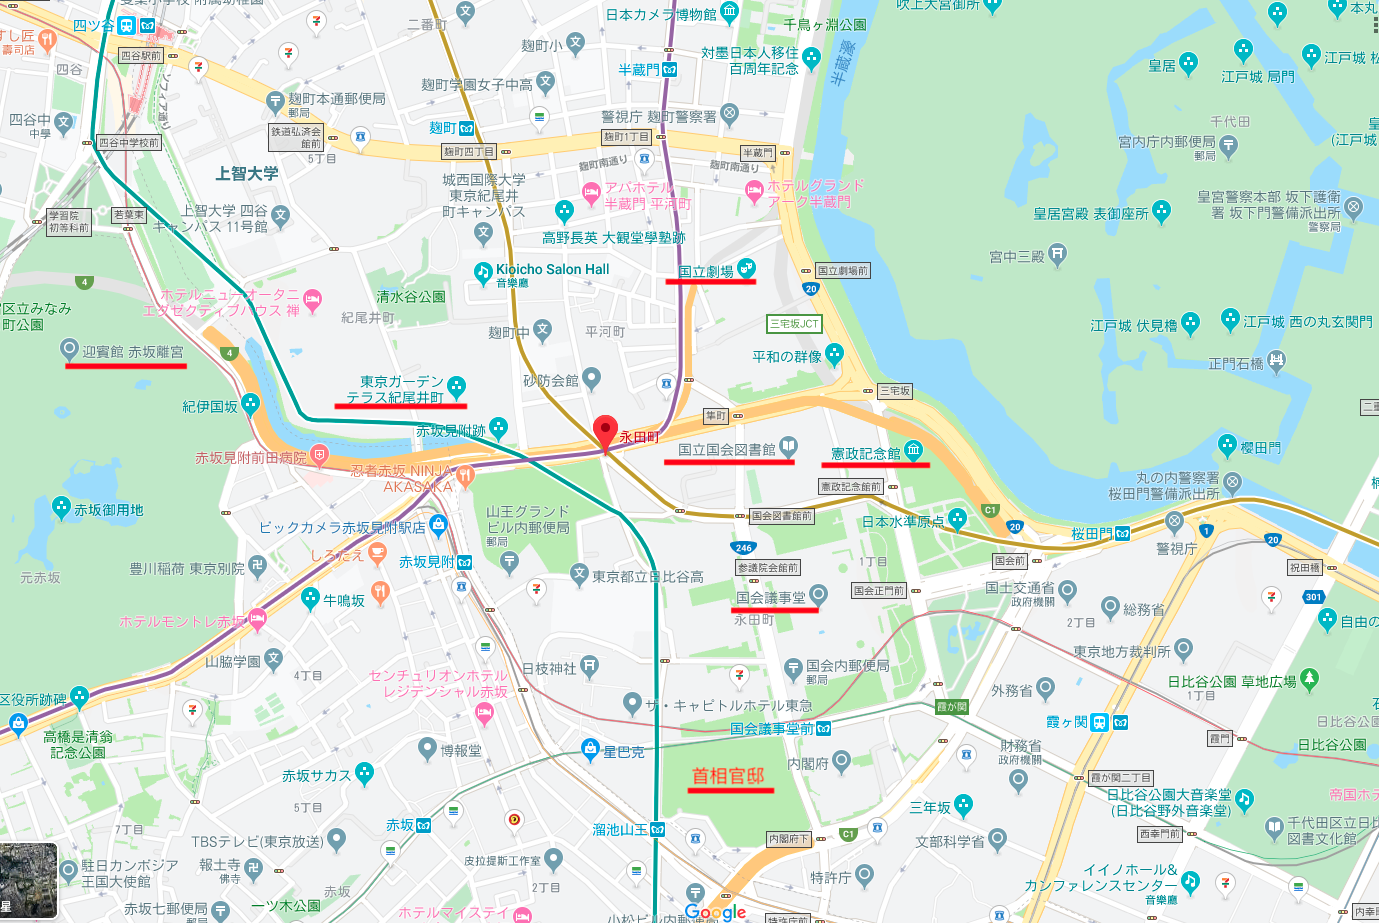 四ツ谷
二番町
日本カメラ博物館
千鳥ヶ淵公園
吹上大宮御所
四谷駅前
四谷
麹町小
半蔵門
対墨日本人移住
百周年記念
半蔵濠
皇居
江戸城 局門
ソフィア通り
麹町学園女子中高
麹町本通郵便局
郵局
四谷中
中學
四谷中学校前
鉄道弘済会
館前
5丁目
麹町
麹町四丁目
警視庁 麹町警察署
麹町1丁目
半蔵門
千代田
宮内庁内郵便局
郵局
上智大学
麹町南通り
麹町南通り
城西国際大学
東京紀尾井
町キャンパス
アパホテル
半蔵門 平河町
ホテルグランド
アーク半蔵門
皇宮警察本部 坂下護衛
署 坂下門警備派出所
警察局
学習院
初等科前
若葉東
上智大学 四谷
キャンパス 11号館
高野長英 大観堂學塾跡
皇居宮殿 表御座所
宮中三殿
Kioicho Salon Hall
音樂廳
国立劇場
国立劇場前
20
4
ホテルニューオータニ
エグゼクティブハウス 禅
清水谷公園
紀尾井町
麹町中
平河町
三宅坂JCT
江戸城 伏見櫓
江戸城 西の丸玄関門
迎賓館 赤坂離宮
4
平和の群像
正門石橋
東京ガーデン
テラス紀尾井町
砂防会館
三宅坂
紀伊国坂
赤坂見附跡
永田町
隼町
国立国会図書館
憲政記念館
櫻田門
赤坂見附前田病院
忍者赤坂 NINJA
AKASAKA
憲政記念館前
丸の内警察署
桜田門警備派出所
赤坂御用地
ビックカメラ赤坂見附駅店
山王グランド
ビル内郵便局
郵局
国会図書館前
日本水準原点
C1
20
桜田門
警視庁
1
20
しろたえ
赤坂見附
246
参議院会館前
1丁目
国会前
祝田橋
元赤坂
豊川稲荷 東京別院
東京都立日比谷高
国会議事堂
永田町
国会正門前
国土交通省
政府機關
総務省
2丁目
301
牛鳴坂
ホテルモントレ赤坂
山脇学園
4丁目
日枝神社
国会内郵便局
郵局
東京地方裁判所
センチュリオンホテル
レジデンシャル赤坂
外務省
日比谷公園 草地広場
1丁目
区役所跡碑
ザ・キャピトルホテル東急
霞が関
国会議事堂前
霞ヶ関
霞門
日比谷公園
高橋是清翁
記念公園
博報堂
星巴克
内閣府
財務省
政府機關
首相官邸
赤坂サカス
5丁目
霞が関二丁目
日比谷公園大音楽堂
(日比谷野外音楽堂)
三年坂
7丁目
TBSテレビ(東京放送)
赤坂
溜池山王
内閣府下
C1
文部科学省
西幸門前
千代田区立日比
図書文化館
駐日カンボジア
王国大使館
報土寺
佛寺
皮拉提斯工作室
2丁目
特許庁
イイノホール&
カンファレンスセンター
音樂廳
赤坂
赤坂七郵便局
郵局
一ツ木公園
ホテルマイステイ
Google